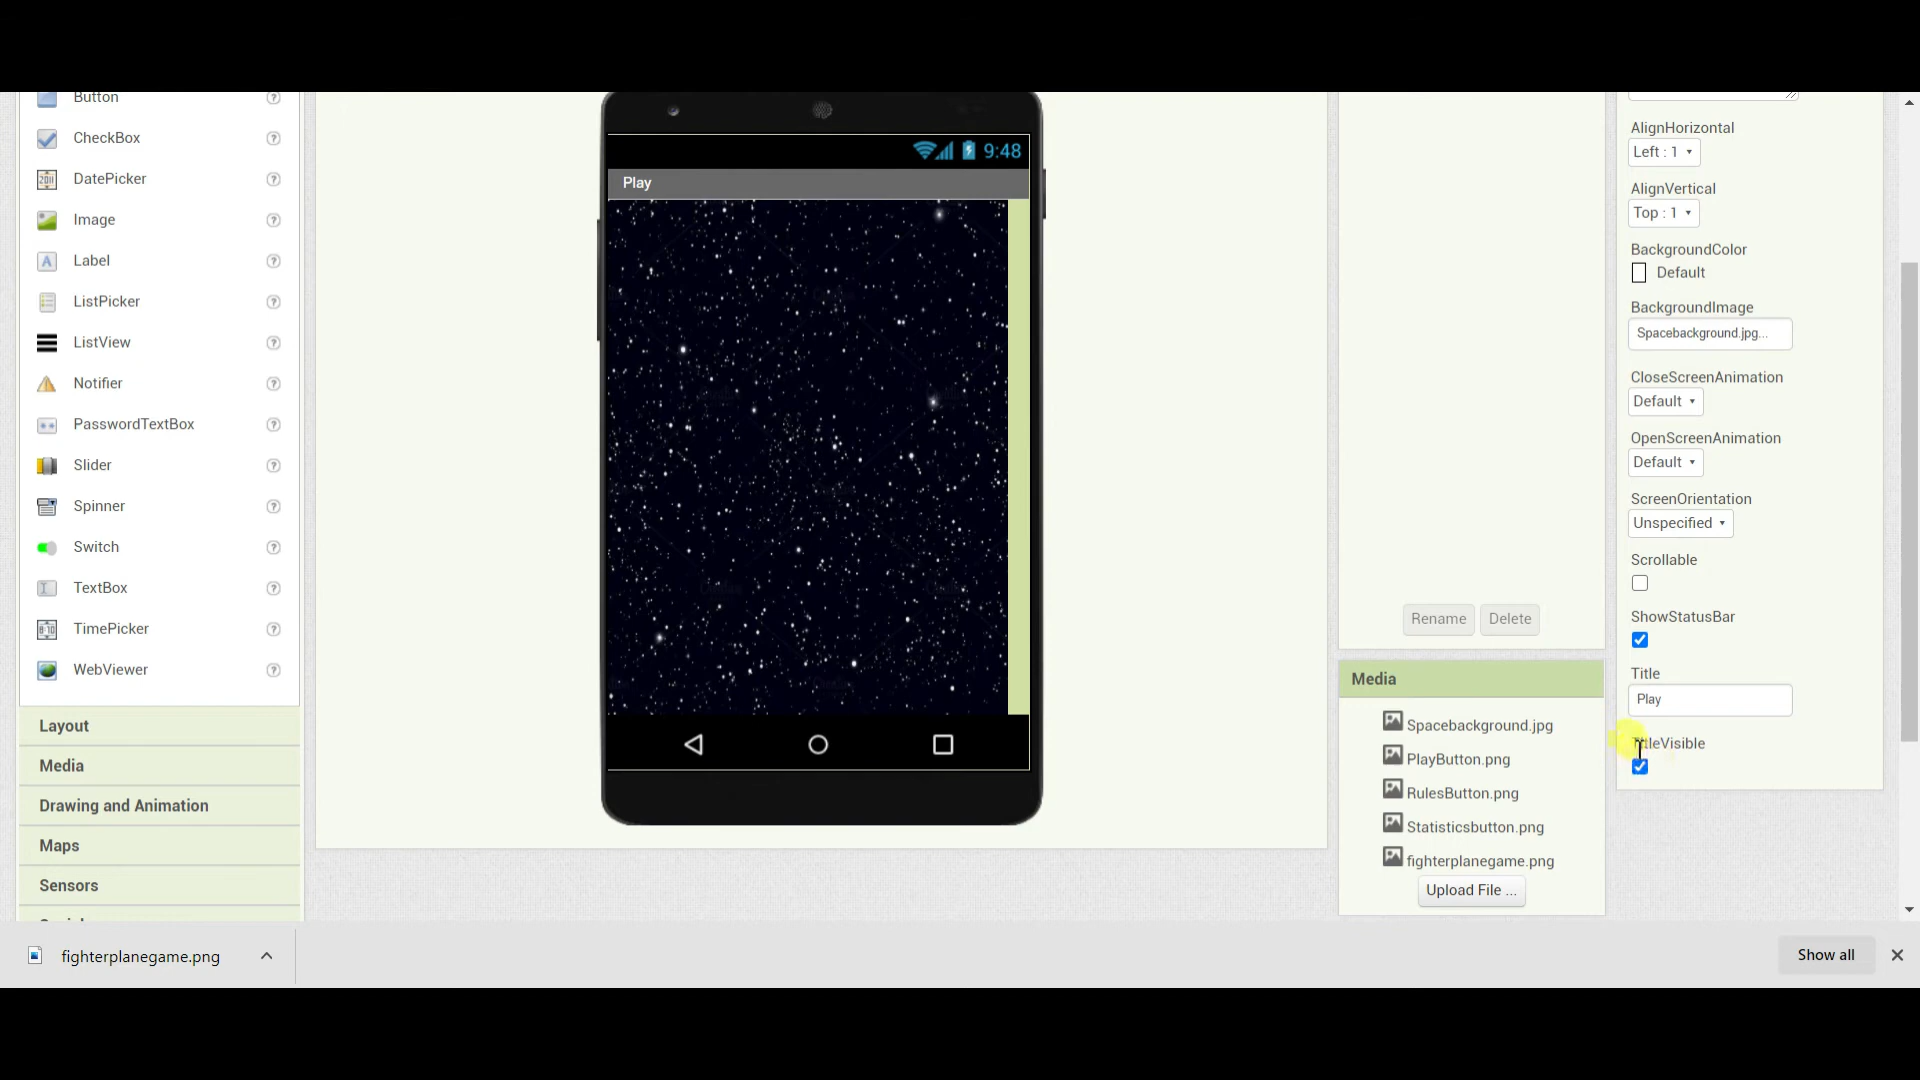 Button
CheckBox
DatePicker
Image
Label
ListPicker
ListView
Notifier
PasswordTextBox
Slider
Spinner
Switch
TextBox
TimePicker
WebViewer
Layout
Media
Drawing and Animation
Maps
Sensors
9:48
Play
Rename Delete
Media
Spacebackground.jpg
PlayButton.png
RulesButton.png
Statisticsbutton.png
fighterplanegame.png
Upload File ...
AlignHorizontal
Left : 1
AlignVertical
Top : 1
BackgroundColor
Default
BackgroundImage
Spacebackground.jpg...
CloseScreenAnimation
Default
OpenScreenAnimation
Default
ScreenOrientation
Unspecified
Scrollable
ShowStatusBar
Title
Play
TitleVisible
fighterplanegame.png
Show all